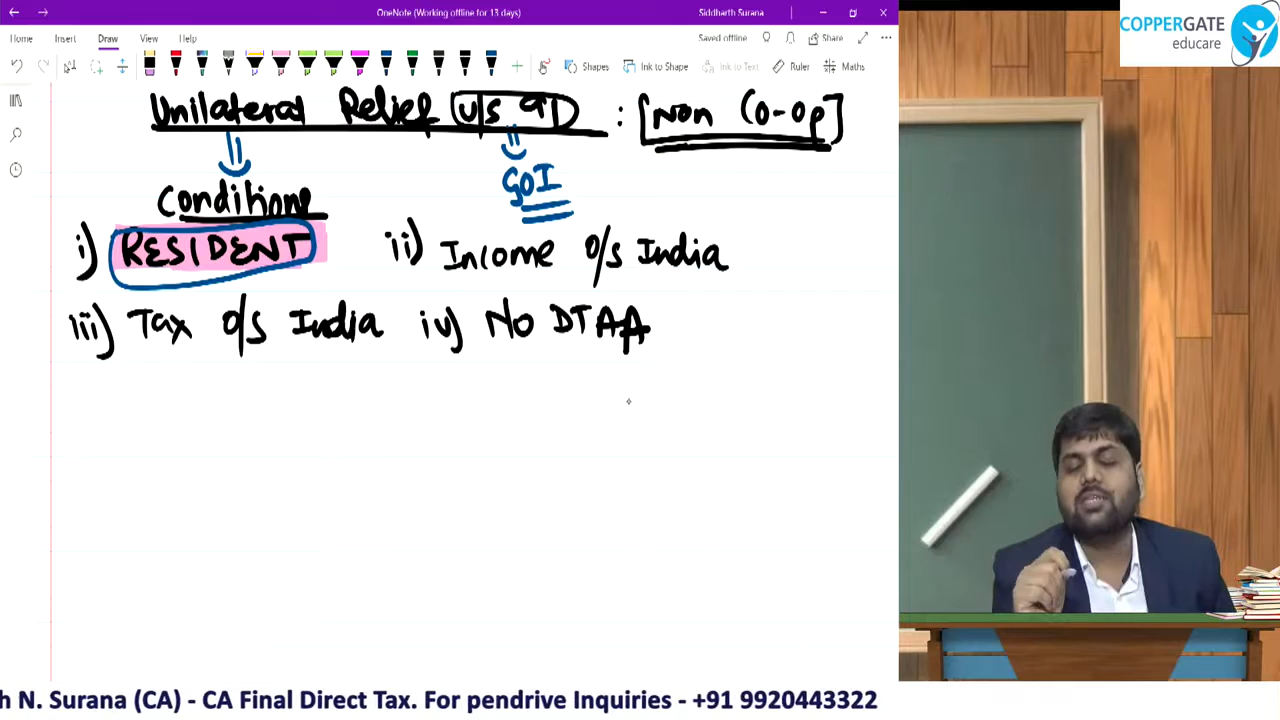 OneNote (Working offline for 13 days)
Siddharth Surana
Home Insert Draw View Help
Saved offline
Share
Shapes
Ink to Shape
Ink to Text
Ruler
Maths
COPPERGATE
educare
Unilateral Relief u/s 91 : [Non Co-op]
GOI
Conditions
i) RESIDENT ii) Income o/s India
iii) Tax o/s India iv) No DTAA
h N. Surana (CA) - CA Final Direct Tax. For pendrive Inquiries - +91 9920443322